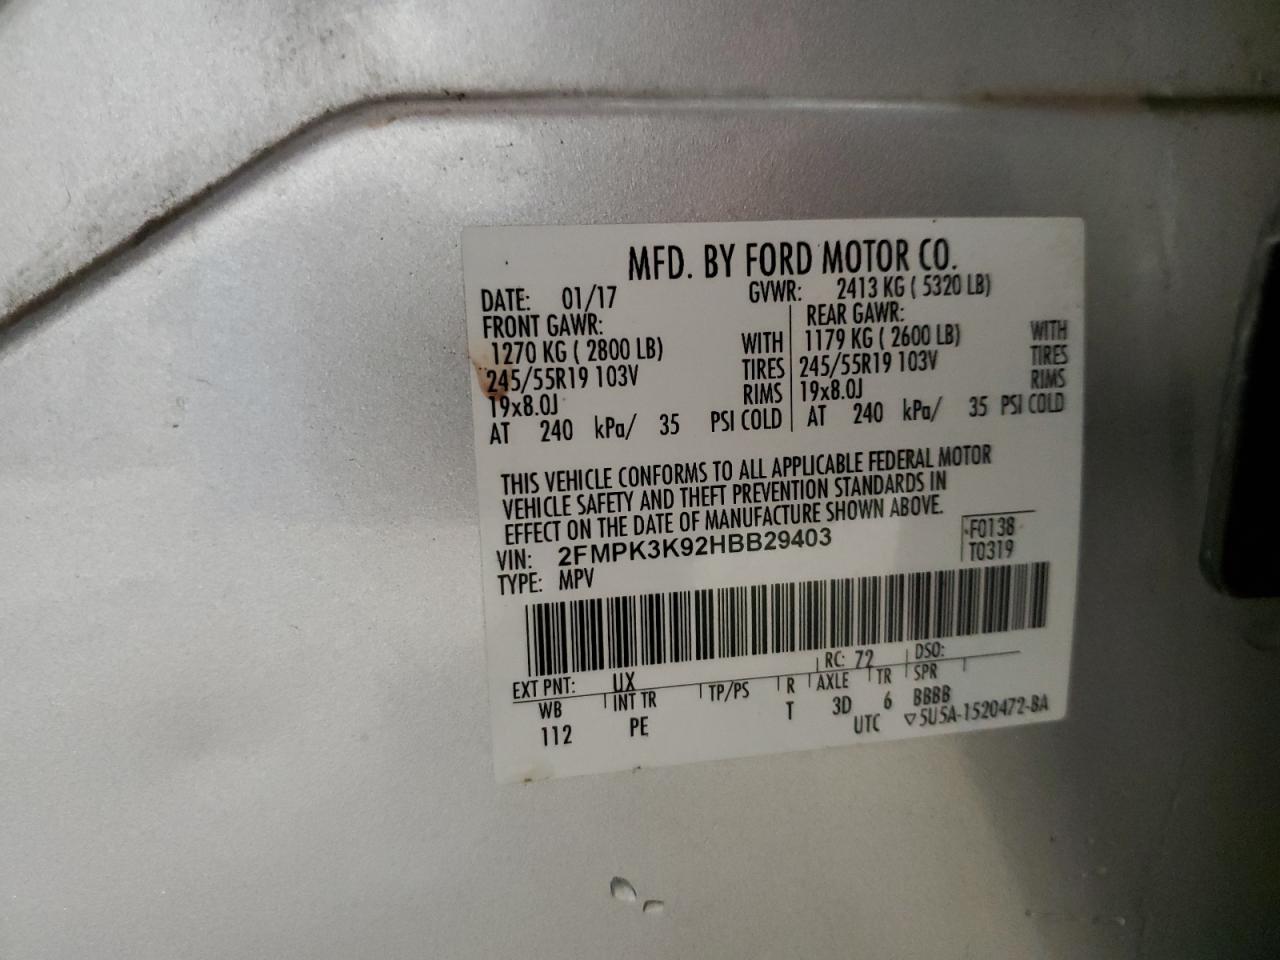 MFD. BY FORD MOTOR CO.
DATE: 01/17 GVWR: 2413 KG ( 5320 LB)
FRONT GAWR: REAR GAWR:
1270 KG ( 2800 LB) WITH 1179 KG ( 2600 LB) WITH
245/55R19 103V TIRES 245/55R19 103V TIRES
19x8.0J RIMS 19x8.0J RIMS
AT 240 kPa/ 35 PSI COLD AT 240 kPa/ 35 PSI COLD
THIS VEHICLE CONFORMS TO ALL APPLICABLE FEDERAL MOTOR
VEHICLE SAFETY AND THEFT PREVENTION STANDARDS IN
EFFECT ON THE DATE OF MANUFACTURE SHOWN ABOVE.
VIN: 2FMPK3K92HBB29403 F0138
TYPE: MPV T0319
EXT PNT: UX RC: 72 DSO:
WB INT TR TP/PS R AXLE TR SPR
112 PE T 3D 6 BBBB
UTC ▽5U5A-1520472-BA